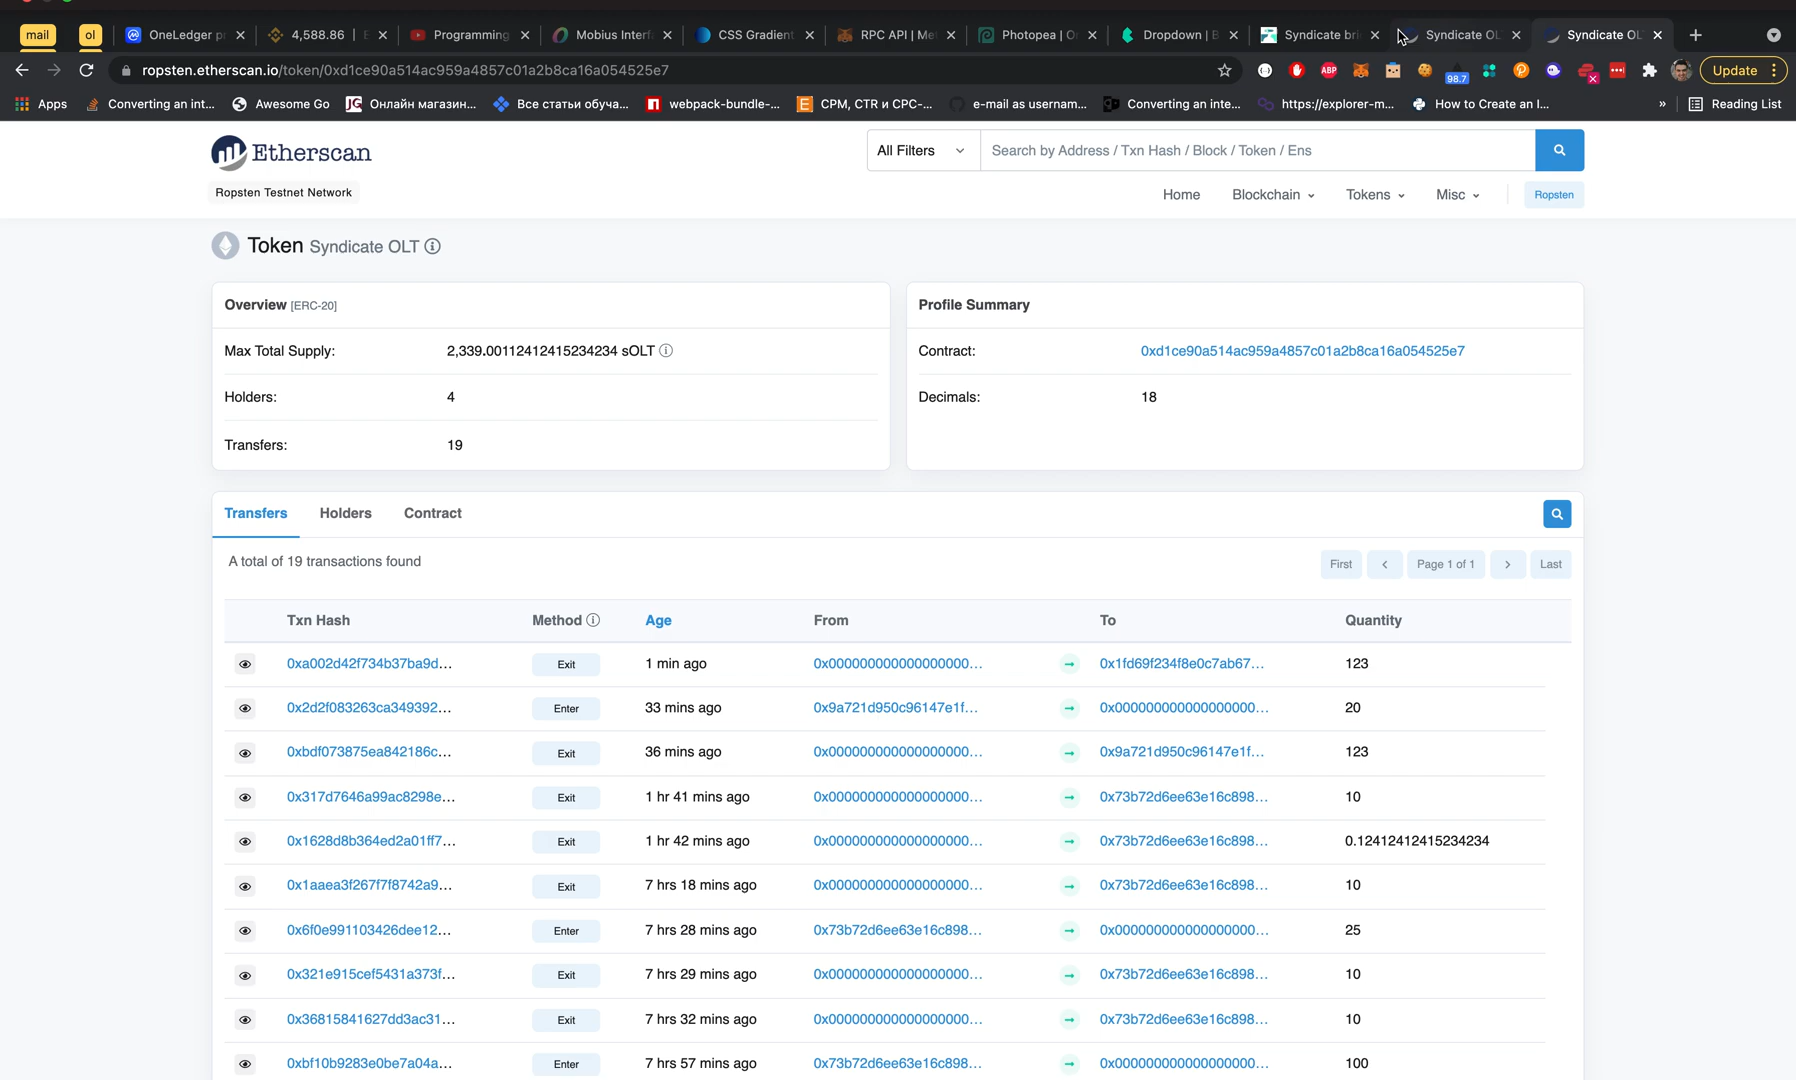 mail
ol
OneLedger p
4,588.86 |
Programming
Mobius Interf
CSS Gradient
RPC API | Me
Photopea | O
Dropdown | B
Syndicate bri
Syndicate OL
Syndicate OL
ropsten.etherscan.io/token/0xd1ce90a514ac959a4857c01a2b8ca16a054525e7
ABP
98.7
Update
Apps
Converting an int...
Awesome Go
JG Онлайн магазин...
Все статьи обуча...
webpack-bundle-...
E CPM, CTR и CPC-...
e-mail as usernam...
Converting an inte...
https://explorer-m...
How to Create an I...
»
Reading List
Etherscan
Ropsten Testnet Network
All Filters
Search by Address / Txn Hash / Block / Token / Ens
Home
Blockchain
Tokens
Misc
Ropsten
Token Syndicate OLT
Overview [ERC-20]
Max Total Supply: 2,339.00112412415234234 sOLT
Holders: 4
Transfers: 19
Profile Summary
Contract: 0xd1ce90a514ac959a4857c01a2b8ca16a054525e7
Decimals: 18
Transfers Holders Contract
A total of 19 transactions found
First
Page 1 of 1
Last
Txn Hash Method Age From To Quantity
0xa002d42f734b37ba9d... Exit 1 min ago 0x000000000000000000... 0x1fd69f234f8e0c7ab67... 123
0x2d2f083263ca349392... Enter 33 mins ago 0x9a721d950c96147e1f... 0x000000000000000000... 20
0xbdf073875ea842186c... Exit 36 mins ago 0x000000000000000000... 0x9a721d950c96147e1f... 123
0x317d7646a99ac8298e... Exit 1 hr 41 mins ago 0x000000000000000000... 0x73b72d6ee63e16c898... 10
0x1628d8b364ed2a01ff7... Exit 1 hr 42 mins ago 0x000000000000000000... 0x73b72d6ee63e16c898... 0.12412412415234234
0x1aaea3f267f7f8742a9... Exit 7 hrs 18 mins ago 0x000000000000000000... 0x73b72d6ee63e16c898... 10
0x6f0e991103426dee12... Enter 7 hrs 28 mins ago 0x73b72d6ee63e16c898... 0x000000000000000000... 25
0x321e915cef5431a373f... Exit 7 hrs 29 mins ago 0x000000000000000000... 0x73b72d6ee63e16c898... 10
0x36815841627dd3ac31... Exit 7 hrs 32 mins ago 0x000000000000000000... 0x73b72d6ee63e16c898... 10
0xbf10b9283e0be7a04a... Enter 7 hrs 57 mins ago 0x73b72d6ee63e16c898... 0x000000000000000000... 100